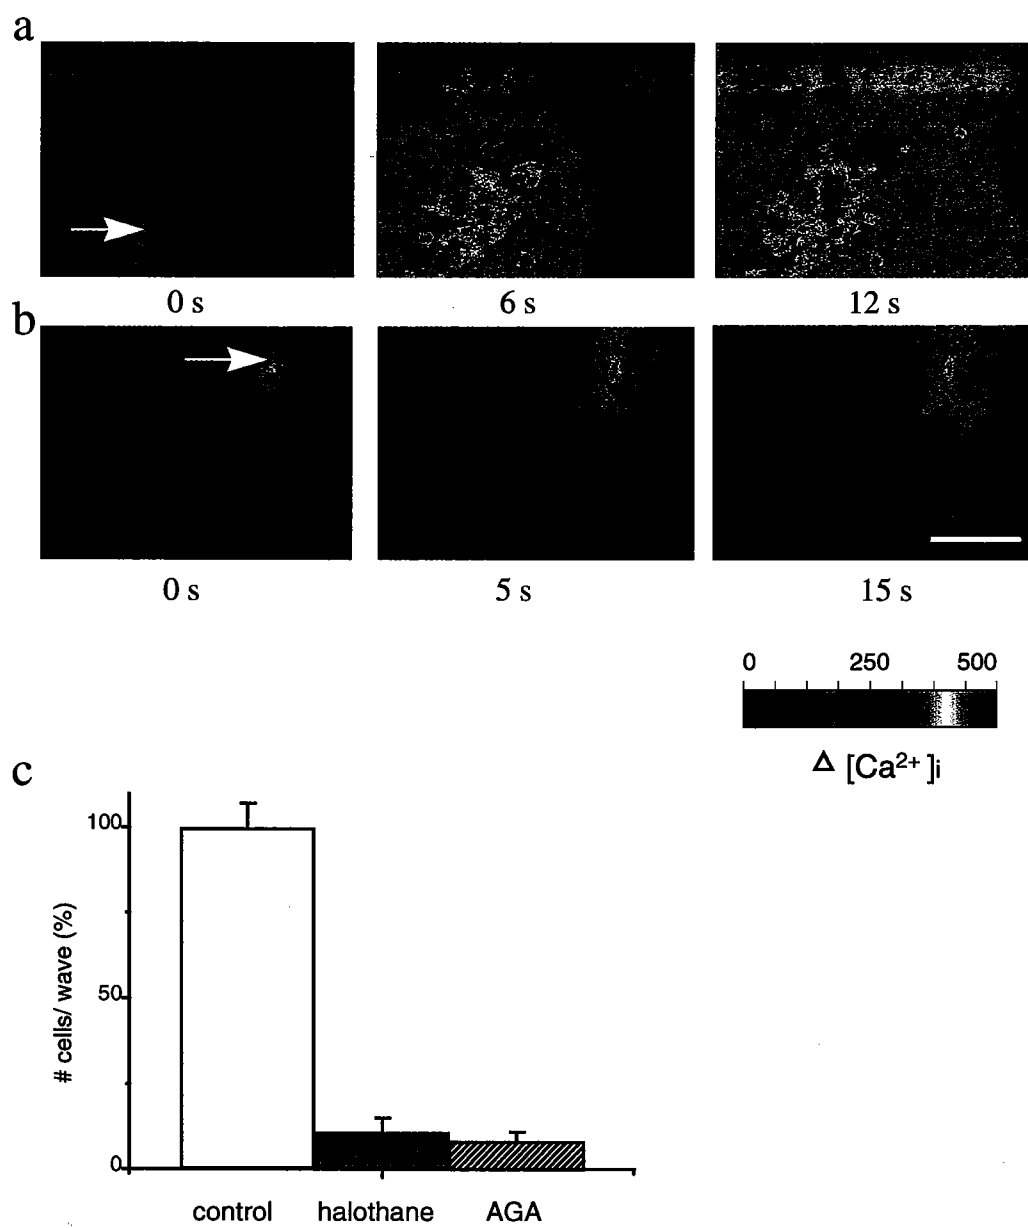 a
0 s 6 s 12 s
b
0 s 5 s 15 s
0 250 500
Δ [Ca²⁺]i
c
100
50
0
# cells/ wave (%)
control halothane AGA